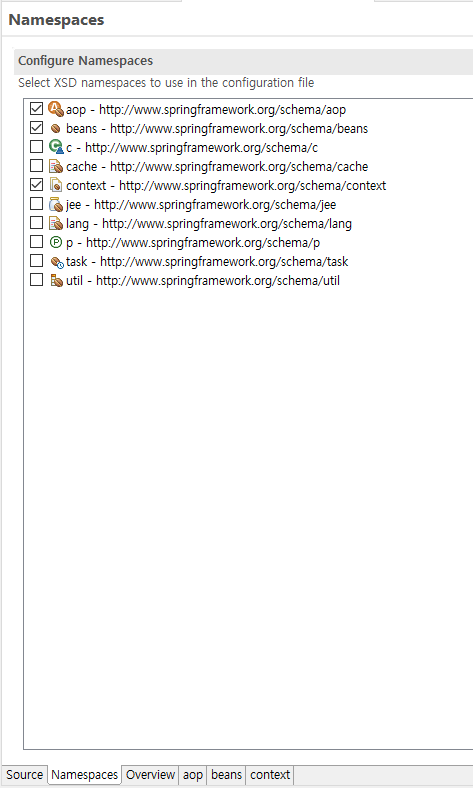 Namespaces
Configure Namespaces
Select XSD namespaces to use in the configuration file
aop - http://www.springframework.org/schema/aop
beans - http://www.springframework.org/schema/beans
c - http://www.springframework.org/schema/c
cache - http://www.springframework.org/schema/cache
context - http://www.springframework.org/schema/context
jee - http://www.springframework.org/schema/jee
lang - http://www.springframework.org/schema/lang
p - http://www.springframework.org/schema/p
task - http://www.springframework.org/schema/task
util - http://www.springframework.org/schema/util
Source Namespaces Overview aop beans context